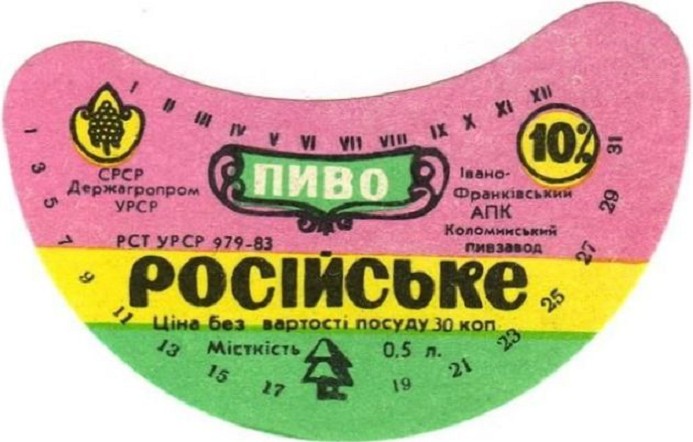 I II III IV V VI VII VIII IX X XI XII
10%
СРСР
Держагропром
УРСР
ПИВО
Івано-
Франківський
АПК
Коломийський
пивзавод
РСТ УРСР 979-83
РОСІЙСЬКЕ
Ціна без вартості посуду 30 коп.
Місткість 0,5 л.
1 3 5 7 9 11 13 15 17 19 21 23 25 27 29 31